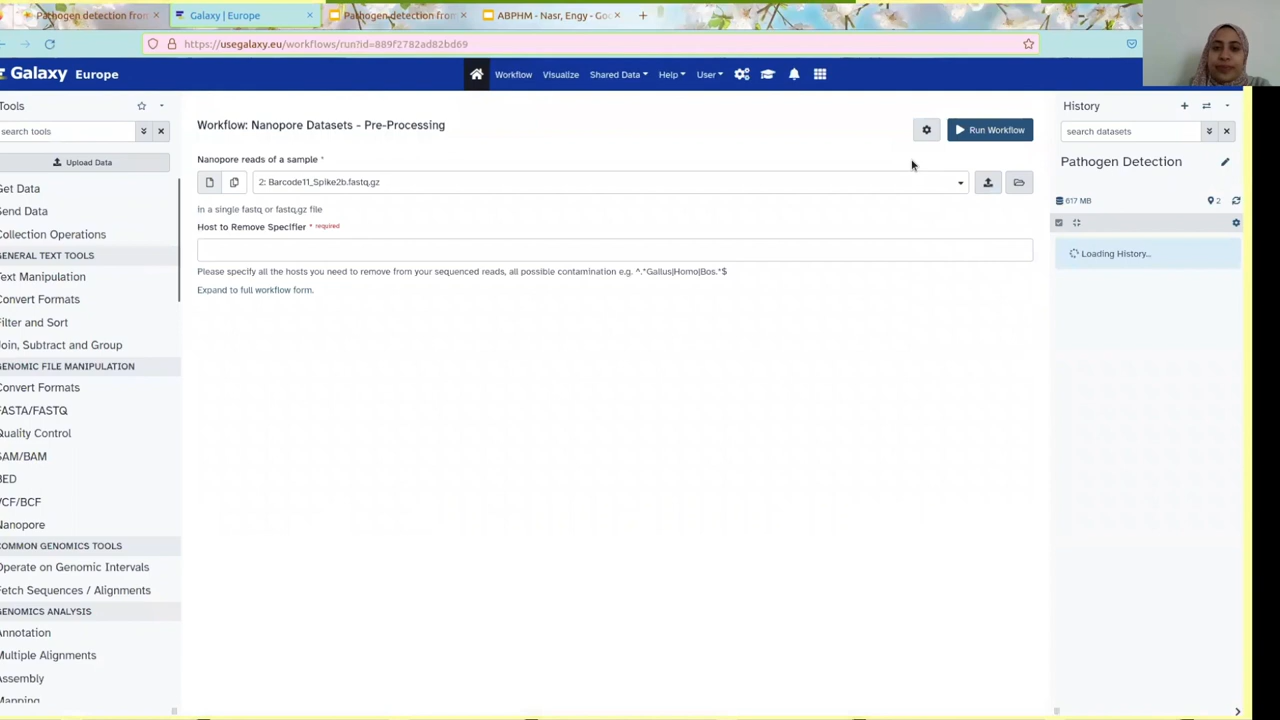 Pathogen detection from
Galaxy | Europe
Pathogen detection from
ABPHM - Nasr, Engy - Goo
https://usegalaxy.eu/workflows/run?id=889f2782ad82bd69
Galaxy Europe
Workflow
Visualize
Shared Data
Help
User
Tools
search tools
Upload Data
Get Data
Send Data
Collection Operations
GENERAL TEXT TOOLS
Text Manipulation
Convert Formats
Filter and Sort
Join, Subtract and Group
GENOMIC FILE MANIPULATION
Convert Formats
FASTA/FASTQ
Quality Control
SAM/BAM
BED
VCF/BCF
Nanopore
COMMON GENOMICS TOOLS
Operate on Genomic Intervals
Fetch Sequences / Alignments
GENOMICS ANALYSIS
Annotation
Multiple Alignments
Assembly
Mapping
Workflow: Nanopore Datasets - Pre-Processing
Run Workflow
Nanopore reads of a sample *
2: Barcode11_Spike2b.fastq.gz
in a single fastq or fastq.gz file
Host to Remove Specifier * required
Please specify all the hosts you need to remove from your sequenced reads, all possible contamination e.g. ^.*Gallus|Homo|Bos.*$
Expand to full workflow form.
History
search datasets
Pathogen Detection
617 MB
2
Loading History...